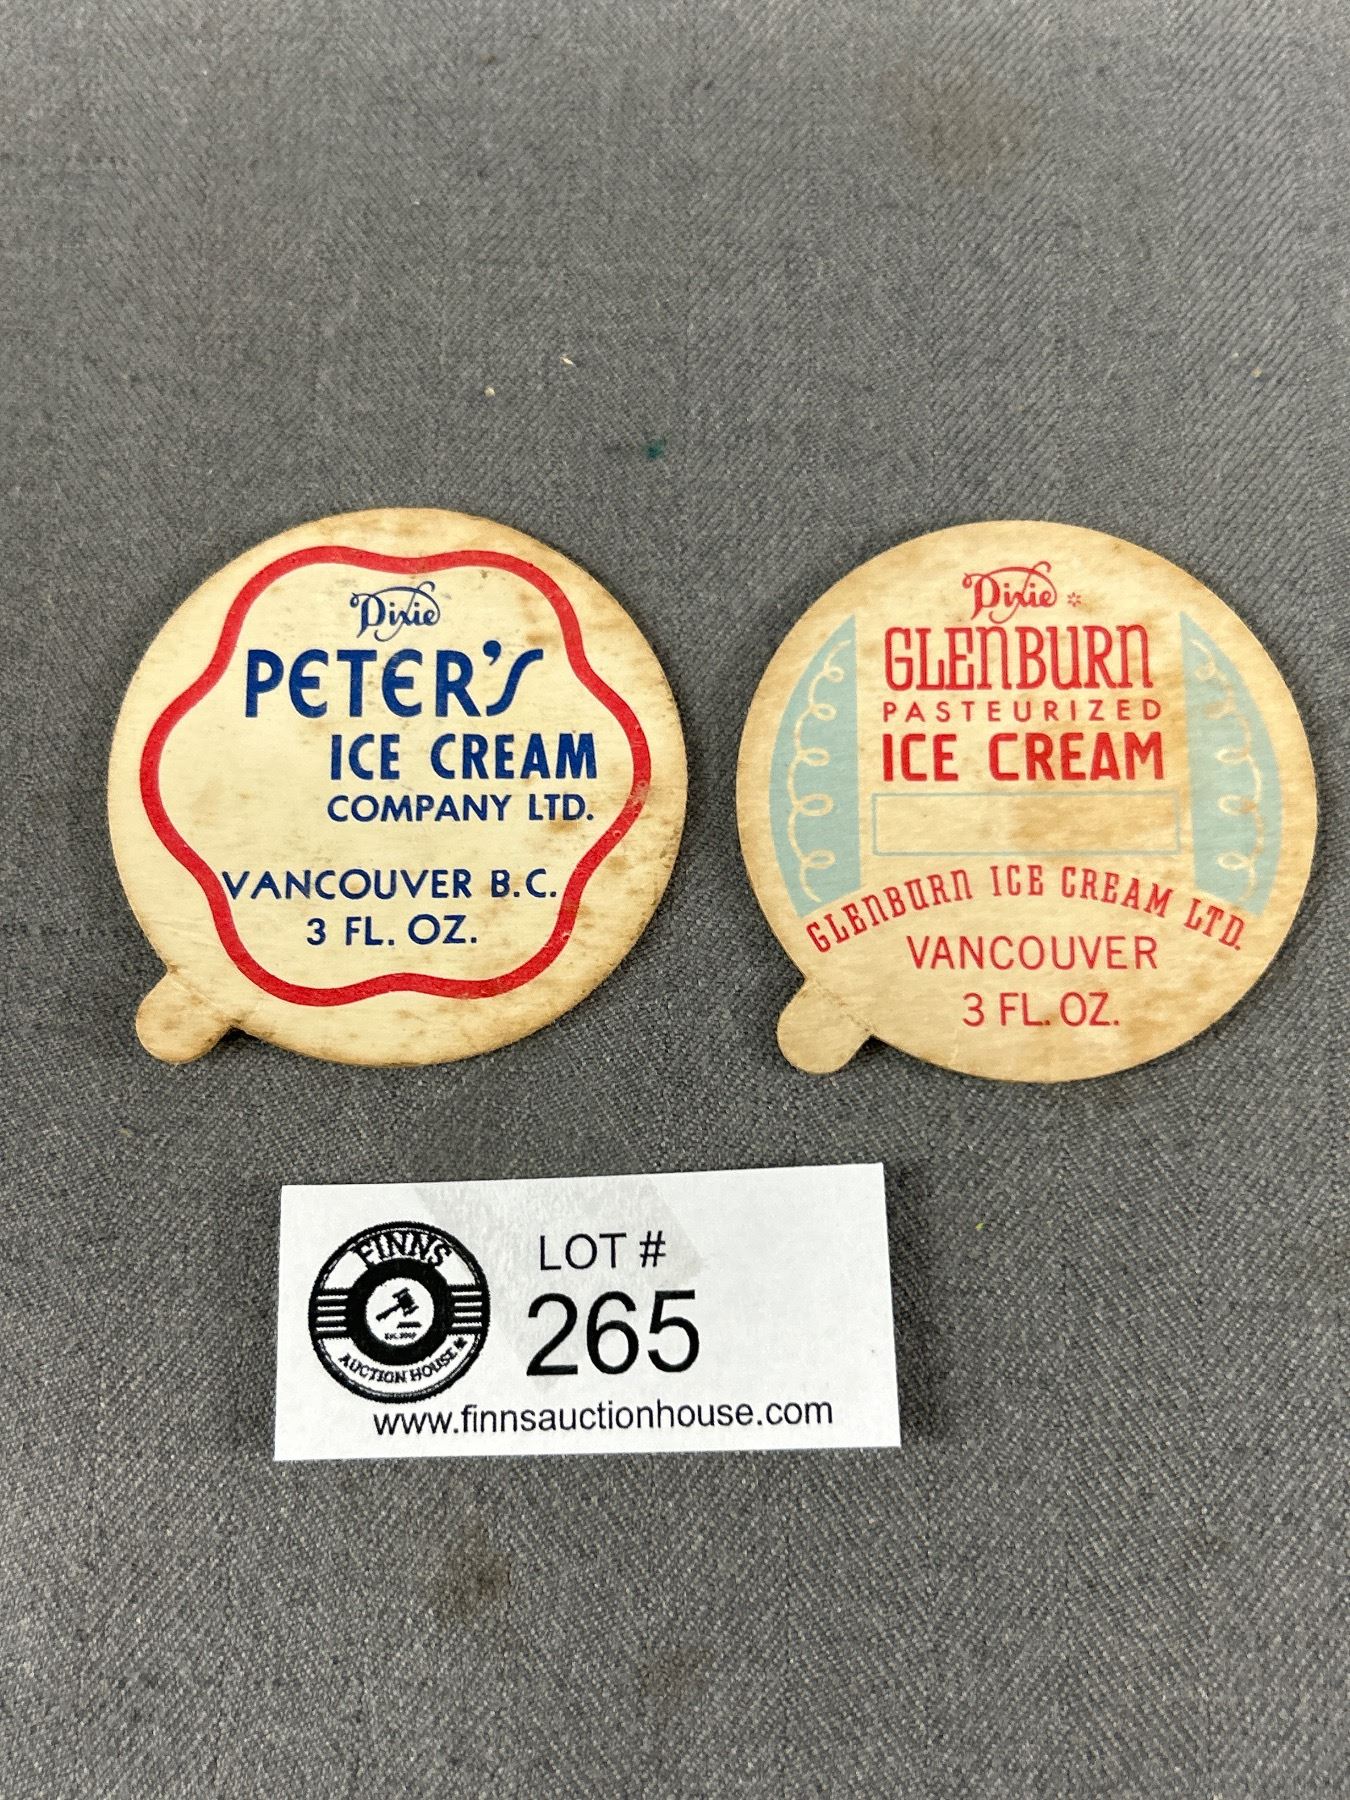 Dixie
PETER'S
ICE CREAM
COMPANY LTD.
VANCOUVER B.C.
3 FL. OZ.
Dixie *
GLENBURN
PASTEURIZED
ICE CREAM
GLENBURN ICE CREAM LTD.
VANCOUVER
3 FL. OZ.
FINNS
AUCTION HOUSE
LOT #
265
www.finnsauctionhouse.com